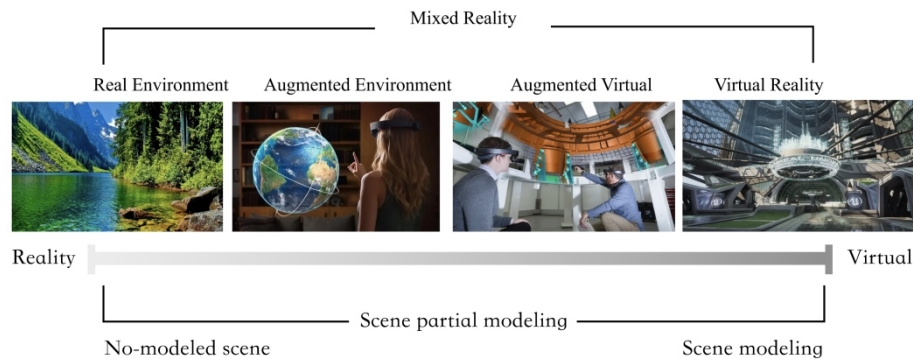 Mixed Reality
Real Environment
Augmented Environment
Augmented Virtual
Virtual Reality
Reality
Virtual
Scene partial modeling
No-modeled scene
Scene modeling